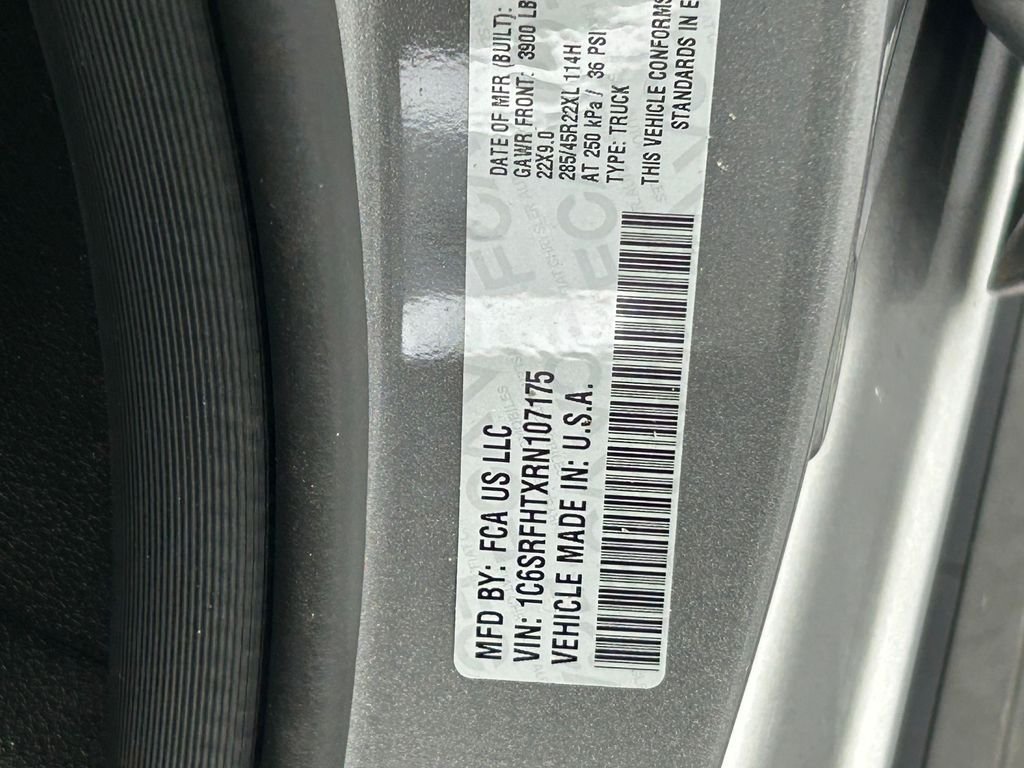 MFD BY: FCA US LLC
VIN: 1C6SRFHTXRN107175
VEHICLE MADE IN: U.S.A.
DATE OF MFR (BUILT):
GAWR FRONT: 3900 LB
22X9.0
285/45R22XL 114H
AT 250 kPa / 36 PSI
TYPE: TRUCK
THIS VEHICLE CONFORMS
STANDARDS IN E